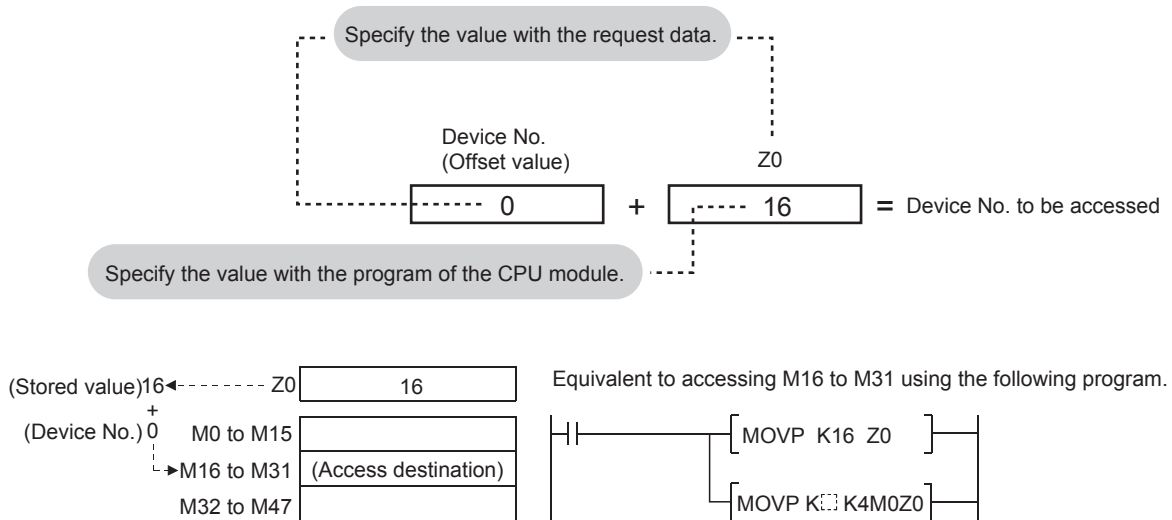 Specify the value with the request data.
Device No.
(Offset value)
Z0
0 + 16 = Device No. to be accessed
Specify the value with the program of the CPU module.
(Stored value)16 Z0 16
+
(Device No.) 0
M0 to M15
M16 to M31 (Access destination)
M32 to M47
Equivalent to accessing M16 to M31 using the following program.
MOVP K16 Z0
MOVP K K4M0Z0